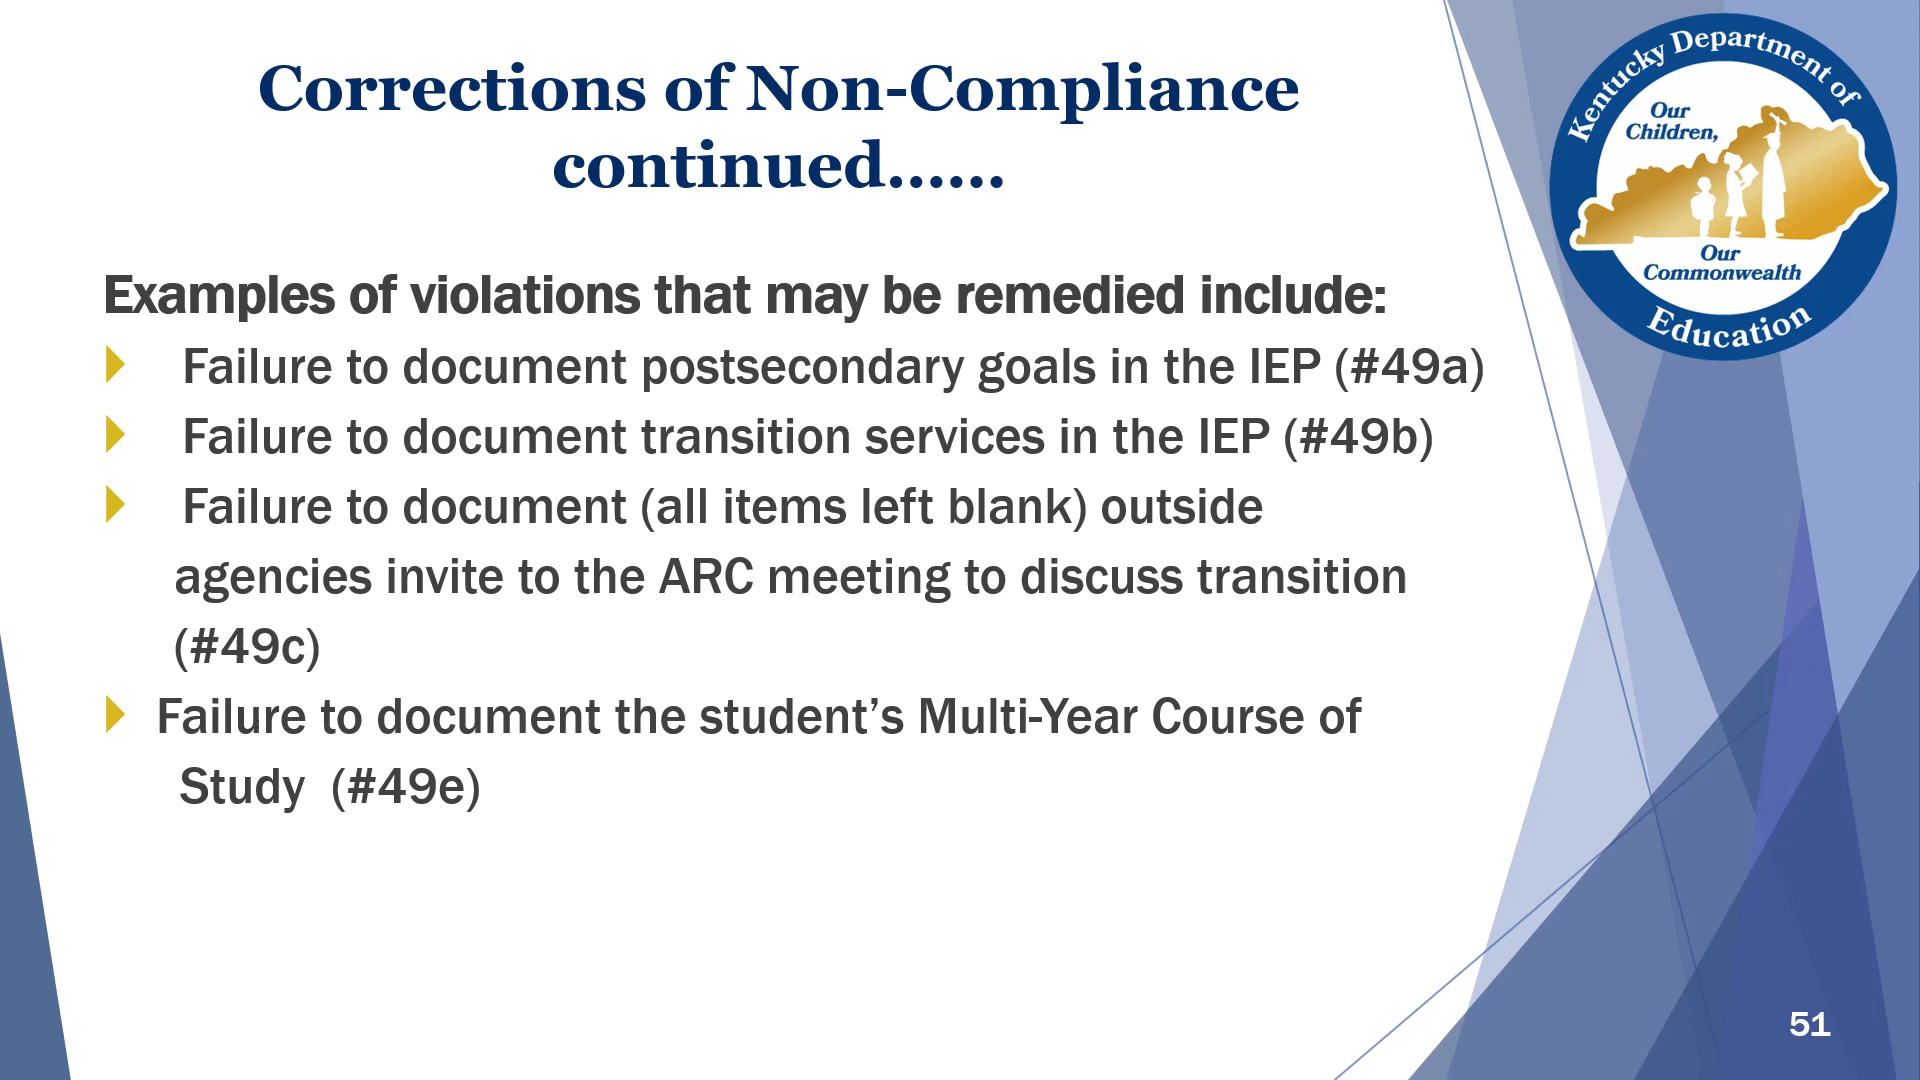 Corrections of Non-Compliance
continued......
Kentucky Department of
Our
Children,
Our
Commonwealth
Education
Examples of violations that may be remedied include:
Failure to document postsecondary goals in the IEP (#49a)
Failure to document transition services in the IEP (#49b)
Failure to document (all items left blank) outside
agencies invite to the ARC meeting to discuss transition
(#49c)
Failure to document the student’s Multi-Year Course of
Study (#49e)
51